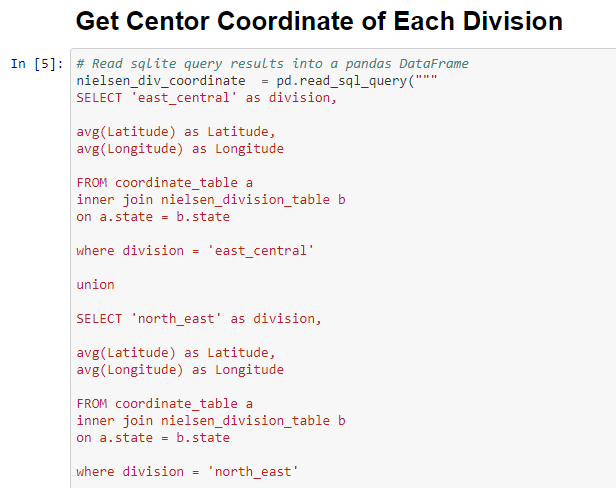 Get Centor Coordinate of Each Division
In [5]: # Read sqlite query results into a pandas DataFrame
nielsen_div_coordinate  = pd.read_sql_query("""
SELECT 'east_central' as division,
avg(Latitude) as Latitude,
avg(Longitude) as Longitude
FROM coordinate_table a
inner join nielsen_division_table b
on a.state = b.state
where division = 'east_central'
union
SELECT 'north_east' as division,
avg(Latitude) as Latitude,
avg(Longitude) as Longitude
FROM coordinate_table a
inner join nielsen_division_table b
on a.state = b.state
where division = 'north_east'